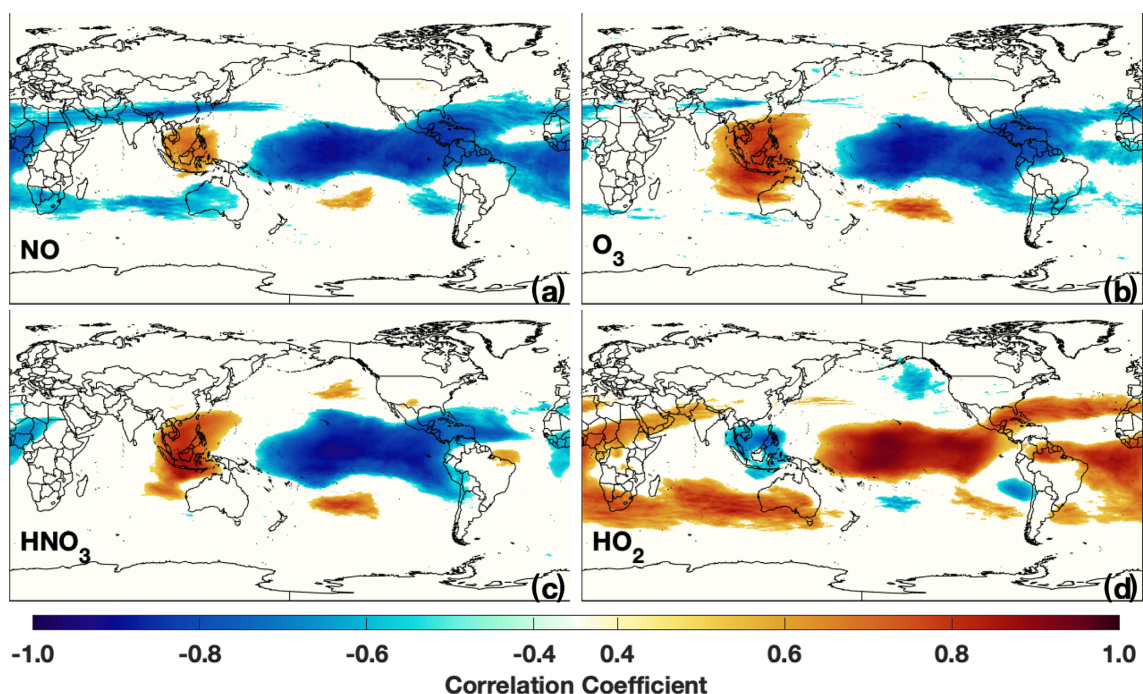 NO
(a)
O3
(b)
HNO3
(c)
HO2
(d)
-1.0 -0.8 -0.6 -0.4 0.4 0.6 0.8 1.0
Correlation Coefficient